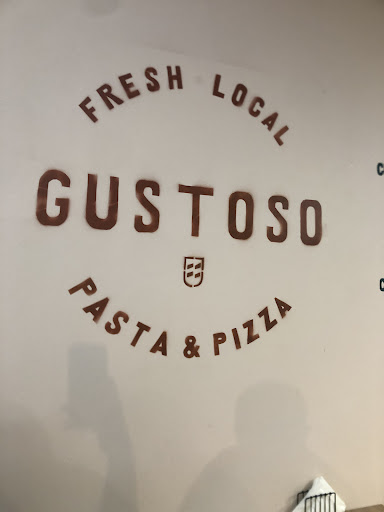 FRESH LOCAL
GUSTOSO
PASTA & PIZZA